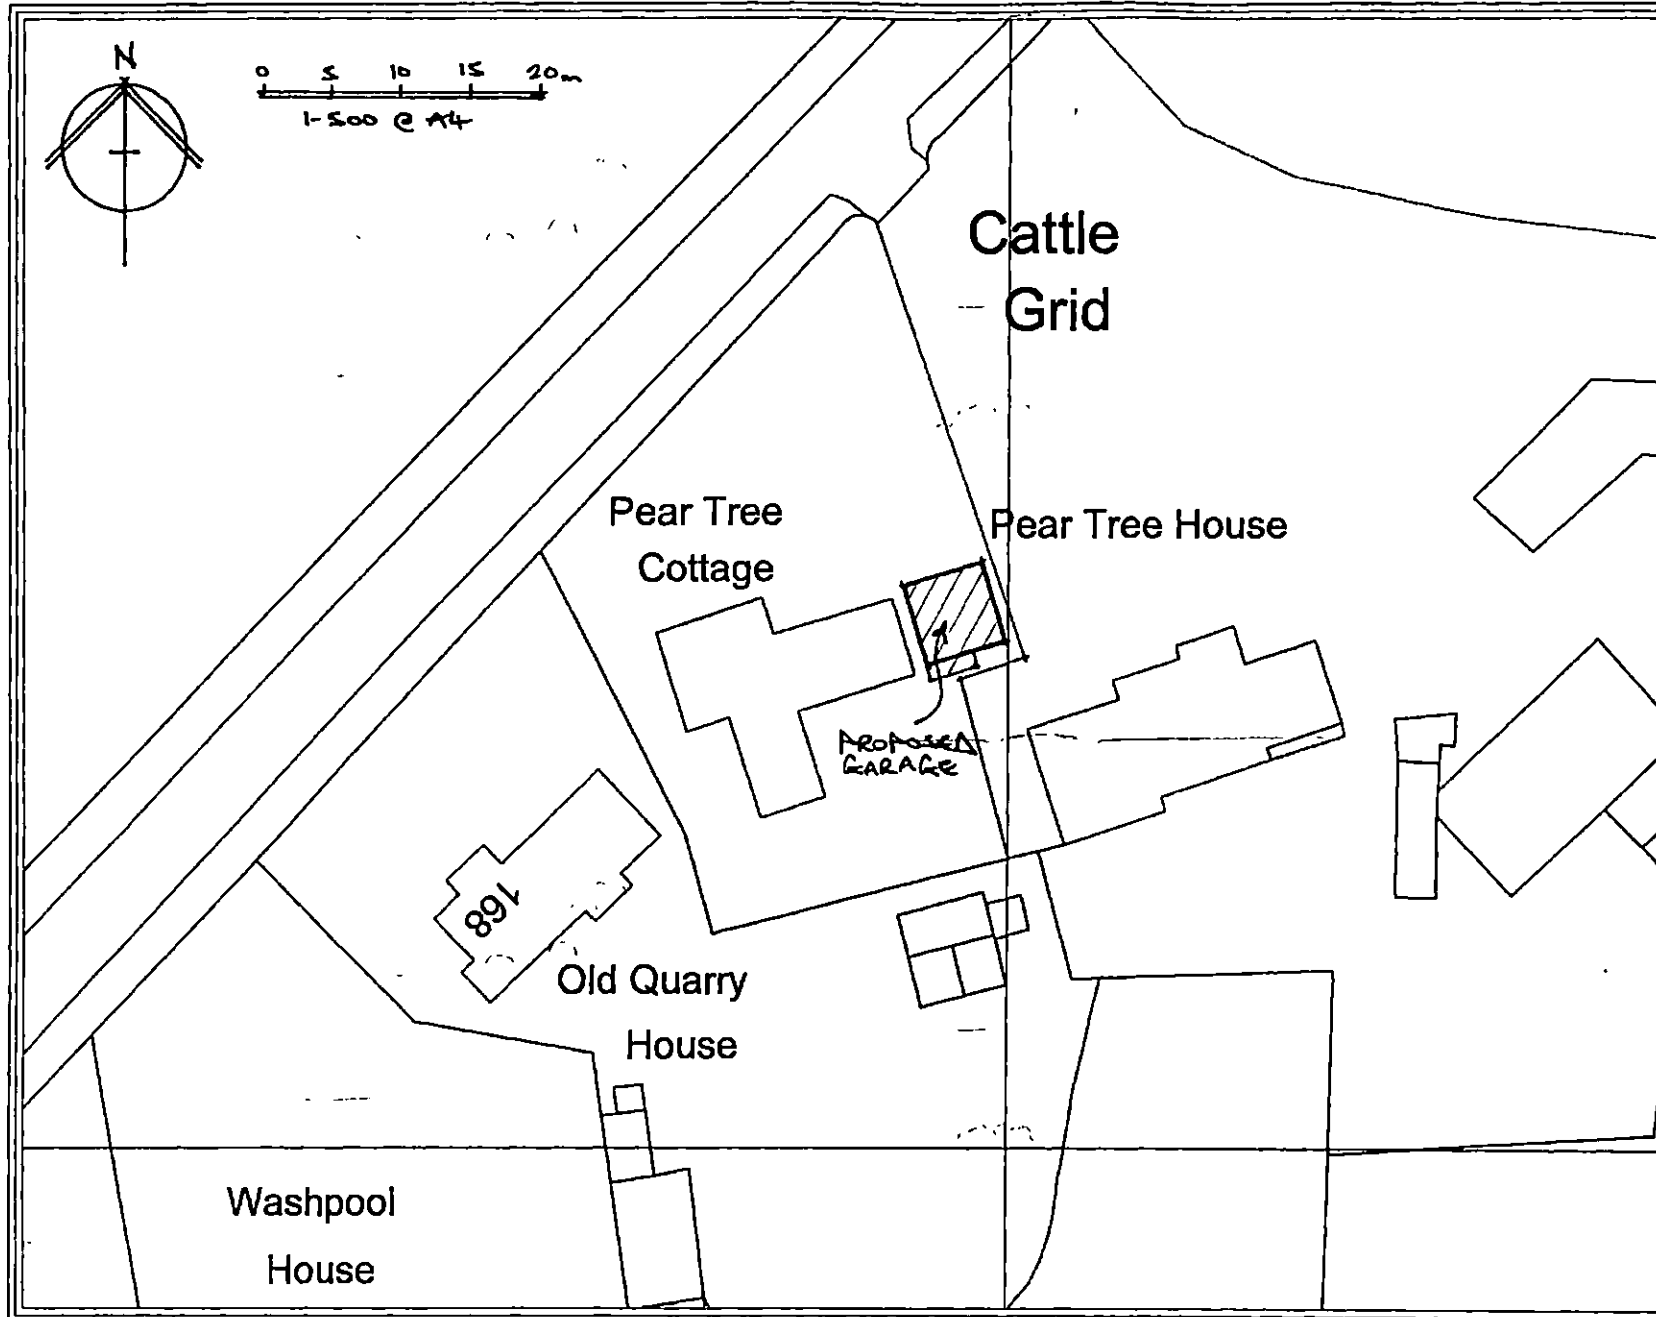 N
0 5 10 15 20m
1-500 @ A4
Cattle
Grid
Pear Tree
Cottage
Pear Tree House
PROPOSED
GARAGE
168
Old Quarry
House
Washpool
House